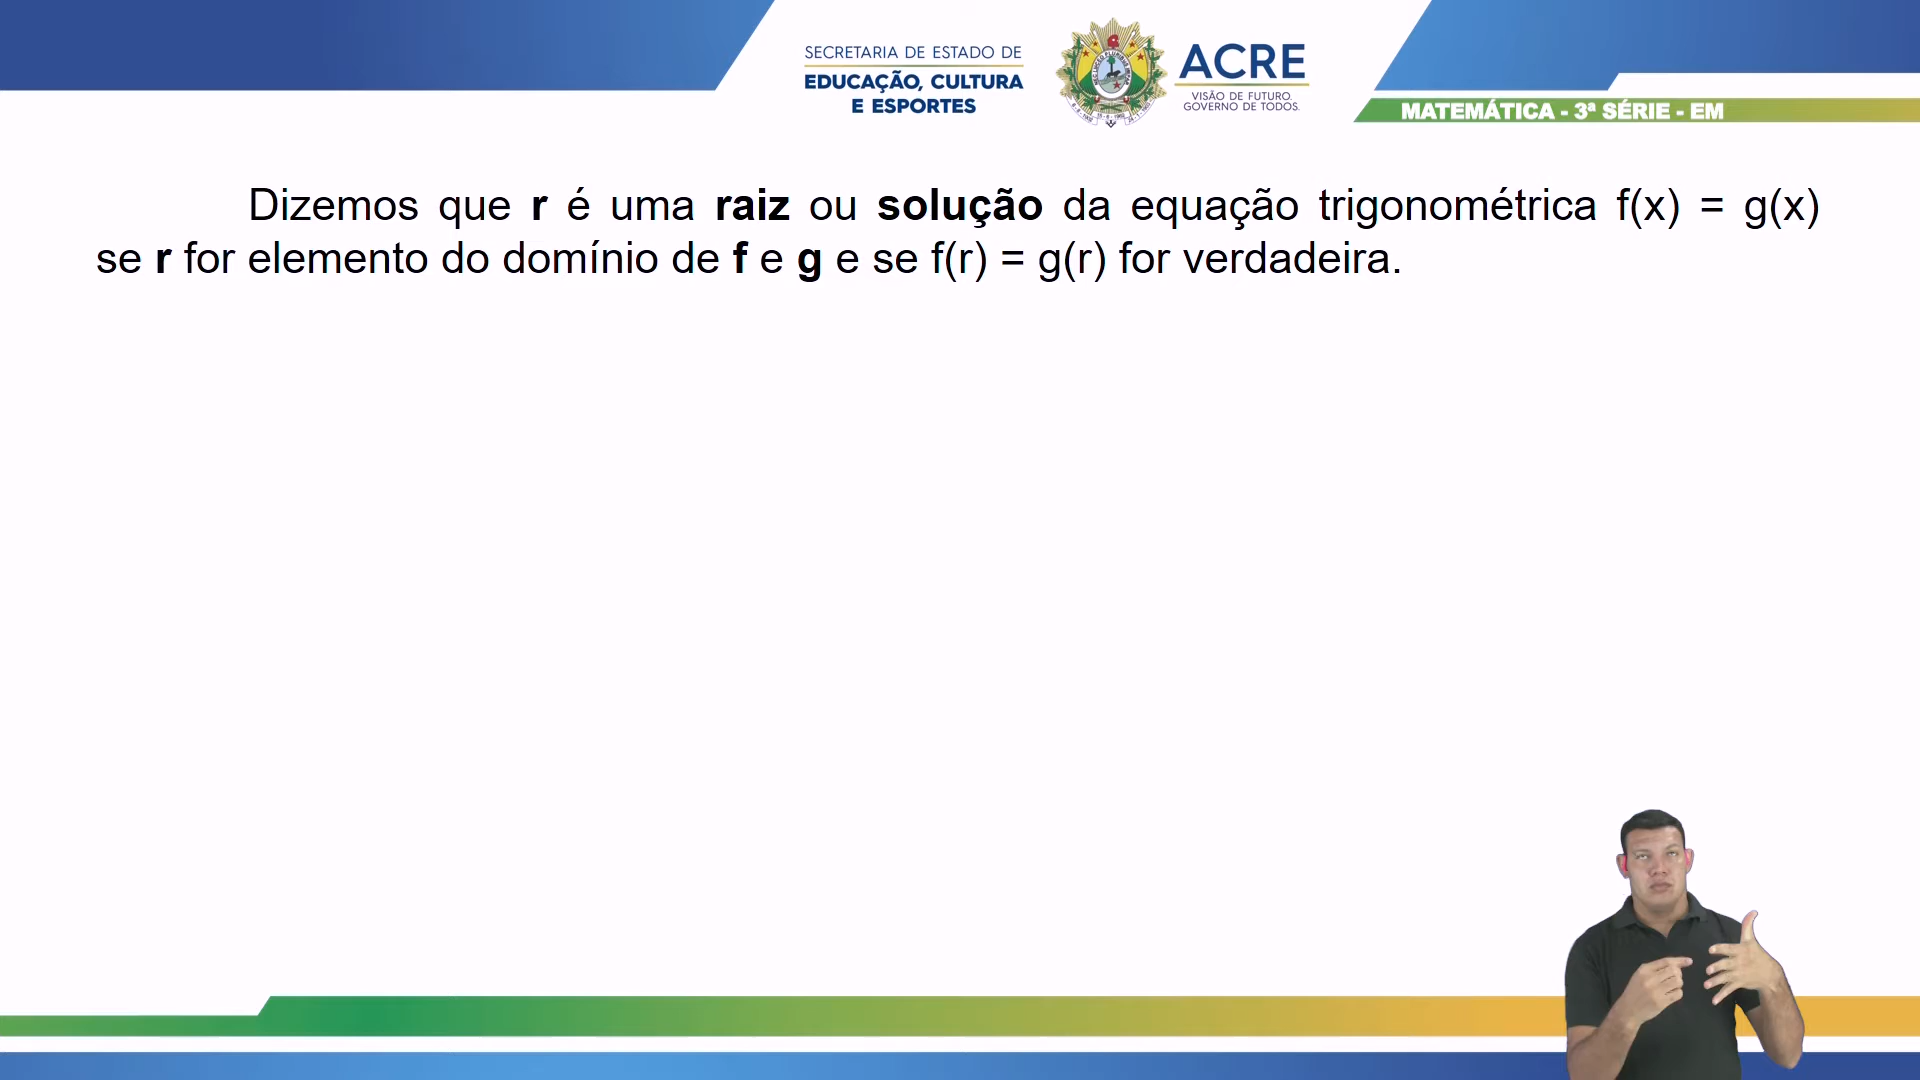 SECRETARIA DE ESTADO DE
EDUCAÇÃO, CULTURA
E ESPORTES
ACRE
VISÃO DE FUTURO.
GOVERNO DE TODOS.
MATEMÁTICA - 3ª SÉRIE - EM
Dizemos que r é uma raiz ou solução da equação trigonométrica f(x) = g(x)
se r for elemento do domínio de f e g e se f(r) = g(r) for verdadeira.